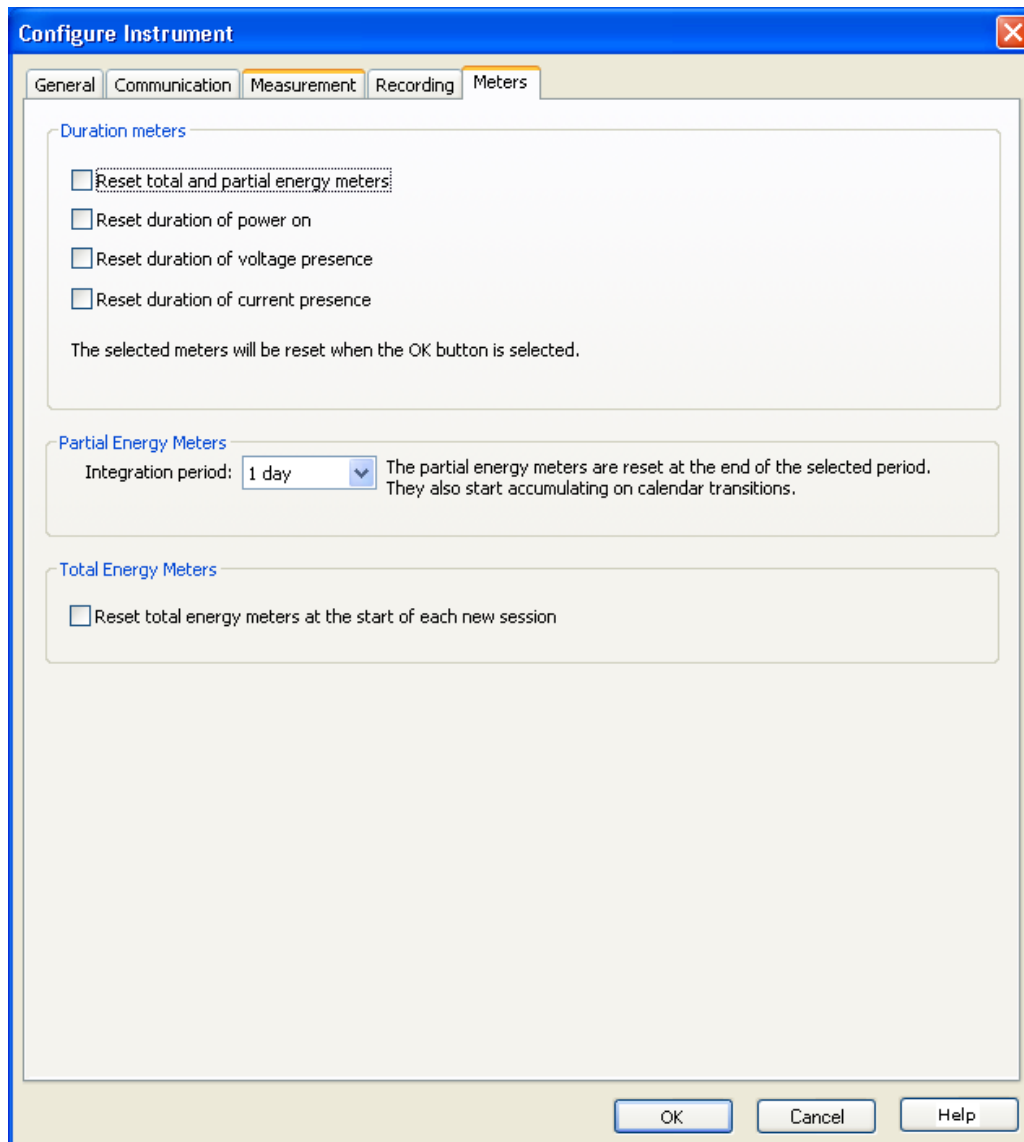 Configure Instrument
General Communication Measurement Recording Meters
Duration meters
Reset total and partial energy meters
Reset duration of power on
Reset duration of voltage presence
Reset duration of current presence
The selected meters will be reset when the OK button is selected.
Partial Energy Meters
Integration period: 1 day The partial energy meters are reset at the end of the selected period.
They also start accumulating on calendar transitions.
Total Energy Meters
Reset total energy meters at the start of each new session
OK Cancel Help